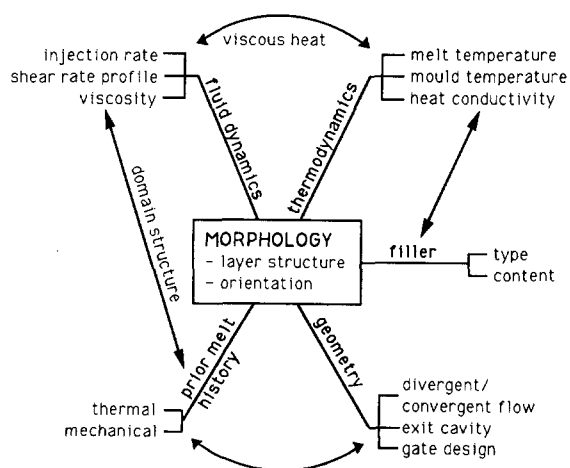 injection rate
shear rate profile
viscosity
viscous heat
melt temperature
mould temperature
heat conductivity
fluid dynamics
thermodynamics
domain structure
MORPHOLOGY
- layer structure
- orientation
filler
type
content
prior melt
history
geometry
thermal
mechanical
divergent/
convergent flow
exit cavity
gate design